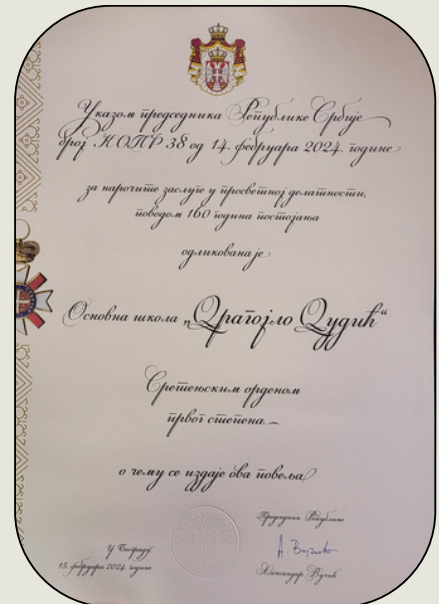 Указом председника Републике Србије
број КОПР 38 од 14. фебруара 2024. године
за нарочите заслуге у просветној делатности,
поводом 160 година постојања
одликована је
Основна школа „Драгојло Дудић“
Сретењским орденом
првог степена
о чему се издаје ова повеља
У Београду
15. фебруара 2024. године
Председник Републике
А. Вучић
Александар Вучић